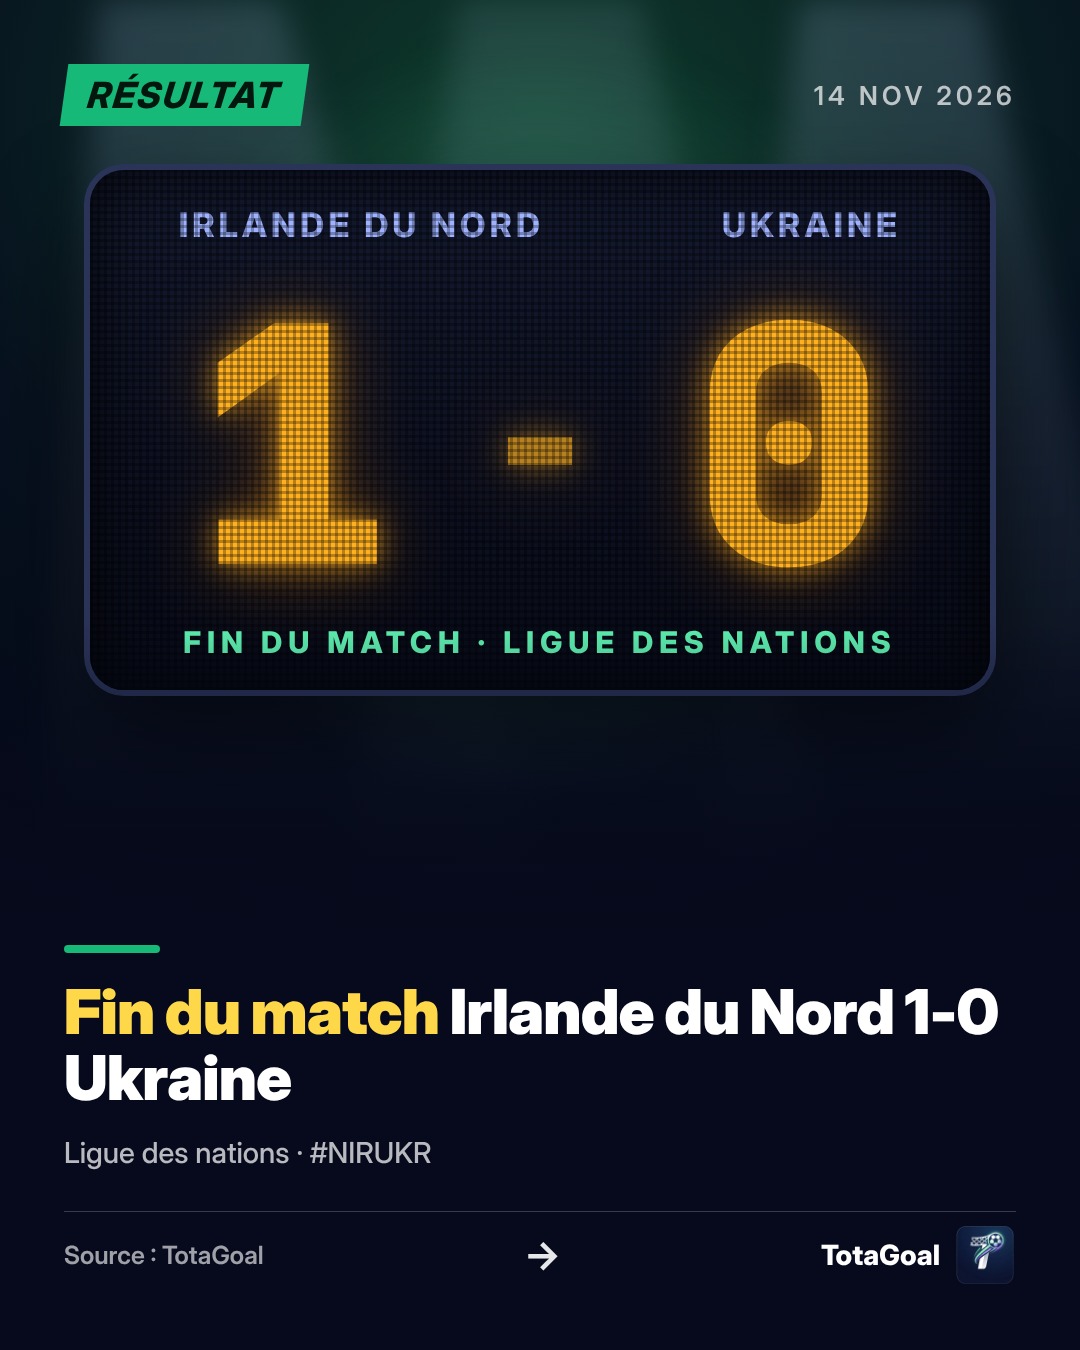 RÉSULTAT
14 NOV 2026
IRLANDE DU NORD
UKRAINE
1 - 0
FIN DU MATCH · LIGUE DES NATIONS
Fin du match Irlande du Nord 1-0
Ukraine
Ligue des nations · #NIRUKR
Source : TotaGoal
→
TotaGoal